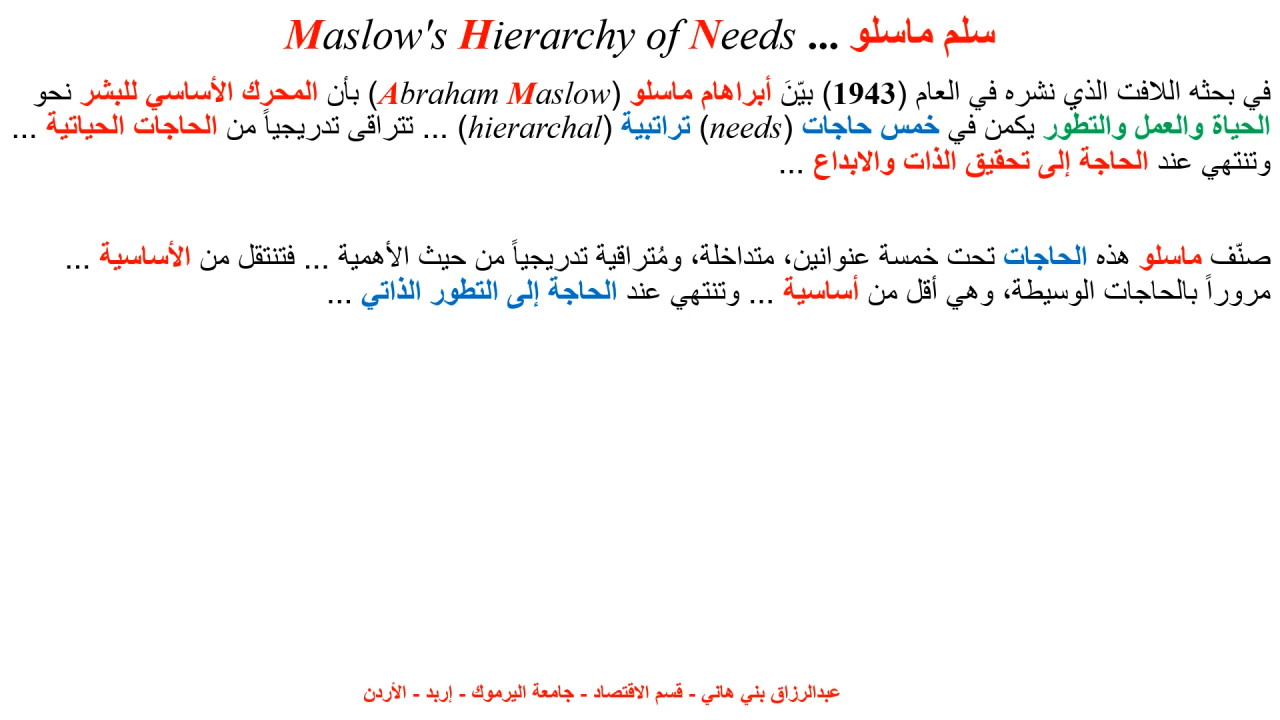 سلم ماسلو ... Maslow's Hierarchy of Needs
في بحثه اللافت الذي نشره في العام (1943) بيّنَ أبراهام ماسلو (Abraham Maslow) بأن المحرك الأساسي للبشر نحو
الحياة والعمل والتطور يكمن في خمس حاجات (needs) تراتبية (hierarchal) ... تتراقى تدريجياً من الحاجات الحياتية ...
وتنتهي عند الحاجة إلى تحقيق الذات والابداع ...
صنّف ماسلو هذه الحاجات تحت خمسة عنوانين، متداخلة، ومُتراقية تدريجياً من حيث الأهمية ... فتنتقل من الأساسية ...
مروراً بالحاجات الوسيطة، وهي أقل من أساسية ... وتنتهي عند الحاجة إلى التطور الذاتي ...
عبدالرزاق بني هاني - قسم الاقتصاد - جامعة اليرموك - إربد - الأردن